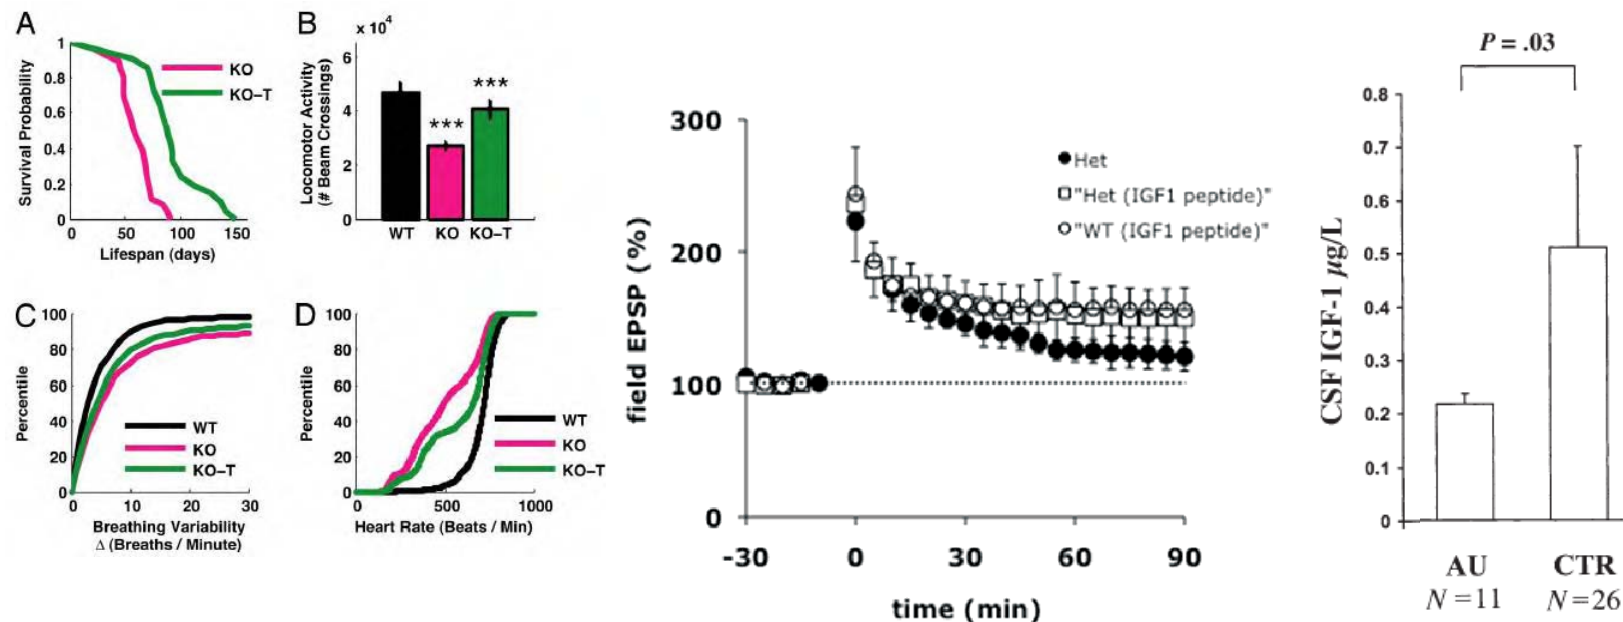 A
Survival Probability
1
0.8
0.6
0.4
0.2
0
KO
KO-T
0 50 100 150
Lifespan (days)
B
x 10⁴
Locomotor Activity
(# Beam Crossings)
6
4
2
0
***
***
WT KO KO-T
C
Percentile
100
80
60
40
20
0
WT
KO
KO-T
0 10 20 30
Breathing Variability
Δ (Breaths / Minute)
D
Percentile
100
80
60
40
20
0
WT
KO
KO-T
0 500 1000
Heart Rate (Beats / Min)
field EPSP (%)
300
200
100
0
Het
"Het (IGF1 peptide)"
"WT (IGF1 peptide)"
-30 0 30 60 90
time (min)
P = .03
CSF IGF-1 µg/L
0.8
0.7
0.6
0.5
0.4
0.3
0.2
0.1
0
AU CTR
N =11 N =26